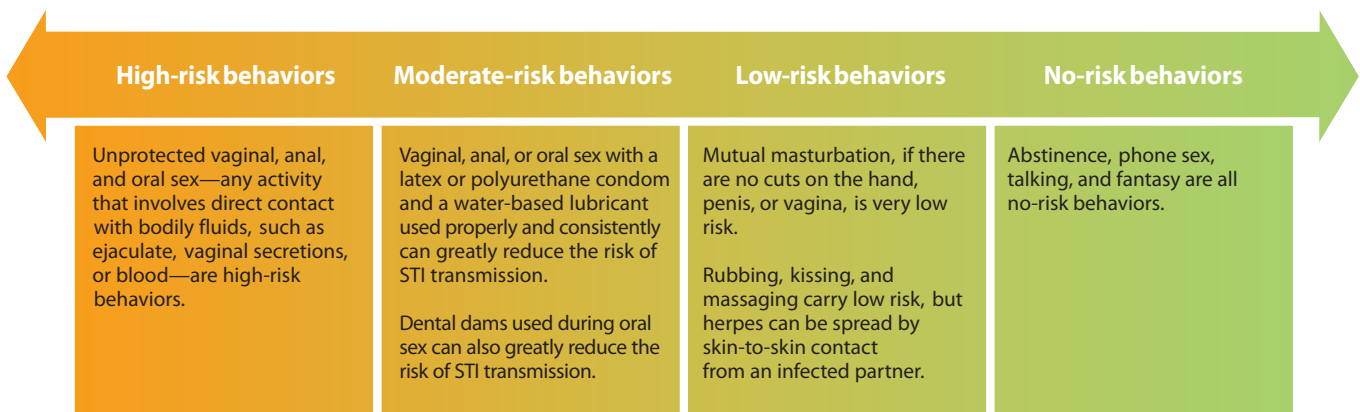 High-risk behaviors
Moderate-risk behaviors
Low-risk behaviors
No-risk behaviors
Unprotected vaginal, anal,
and oral sex—any activity
that involves direct contact
with bodily fluids, such as
ejaculate, vaginal secretions,
or blood—are high-risk
behaviors.
Vaginal, anal, or oral sex with a
latex or polyurethane condom
and a water-based lubricant
used properly and consistently
can greatly reduce the risk of
STI transmission.
Dental dams used during oral
sex can also greatly reduce the
risk of STI transmission.
Mutual masturbation, if there
are no cuts on the hand,
penis, or vagina, is very low
risk.
Rubbing, kissing, and
massaging carry low risk, but
herpes can be spread by
skin-to-skin contact
from an infected partner.
Abstinence, phone sex,
talking, and fantasy are all
no-risk behaviors.